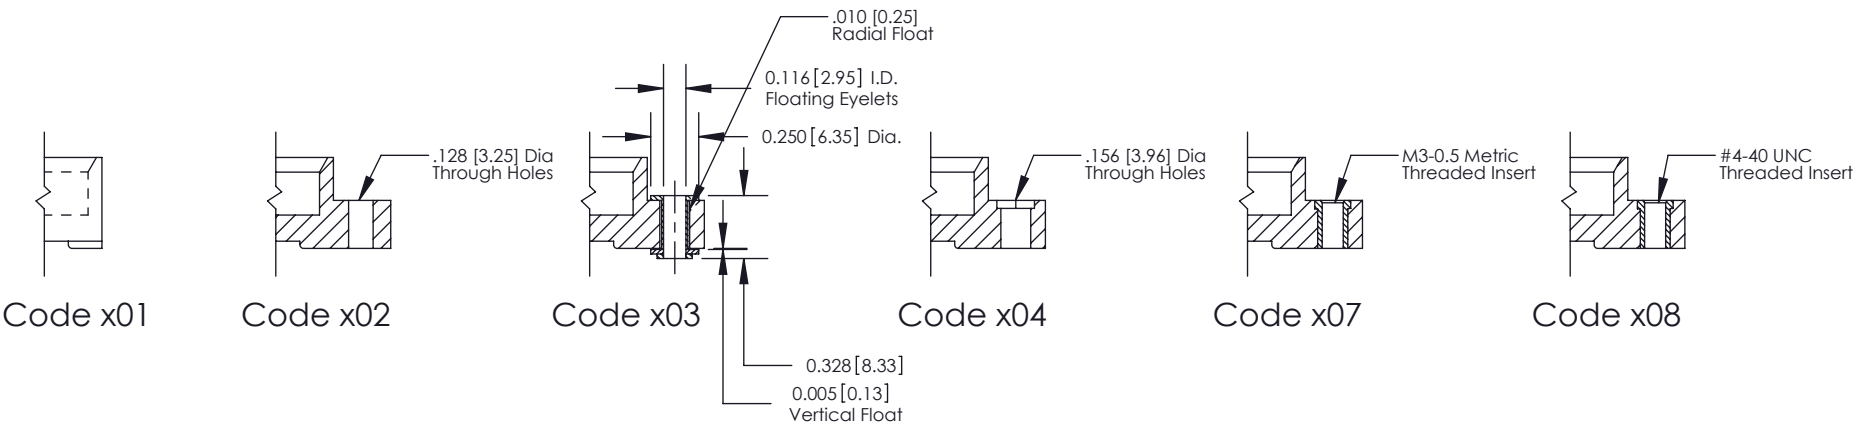 .010 [0.25]
Radial Float
0.116 [2.95] I.D.
Floating Eyelets
0.250 [6.35] Dia.
.128 [3.25] Dia
Through Holes
.156 [3.96] Dia
Through Holes
M3-0.5 Metric
Threaded Insert
#4-40 UNC
Threaded Insert
Code x01
Code x02
Code x03
Code x04
Code x07
Code x08
0.328 [8.33]
0.005 [0.13]
Vertical Float